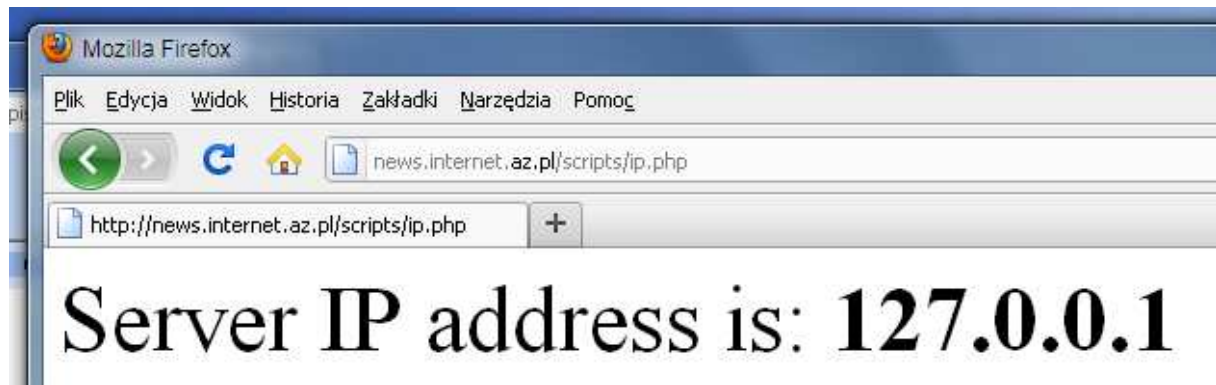 Mozilla Firefox
Plik Edycja Widok Historia Zakładki Narzędzia Pomoc
news.internet.az.pl/scripts/ip.php
http://news.internet.az.pl/scripts/ip.php +
Server IP address is: 127.0.0.1